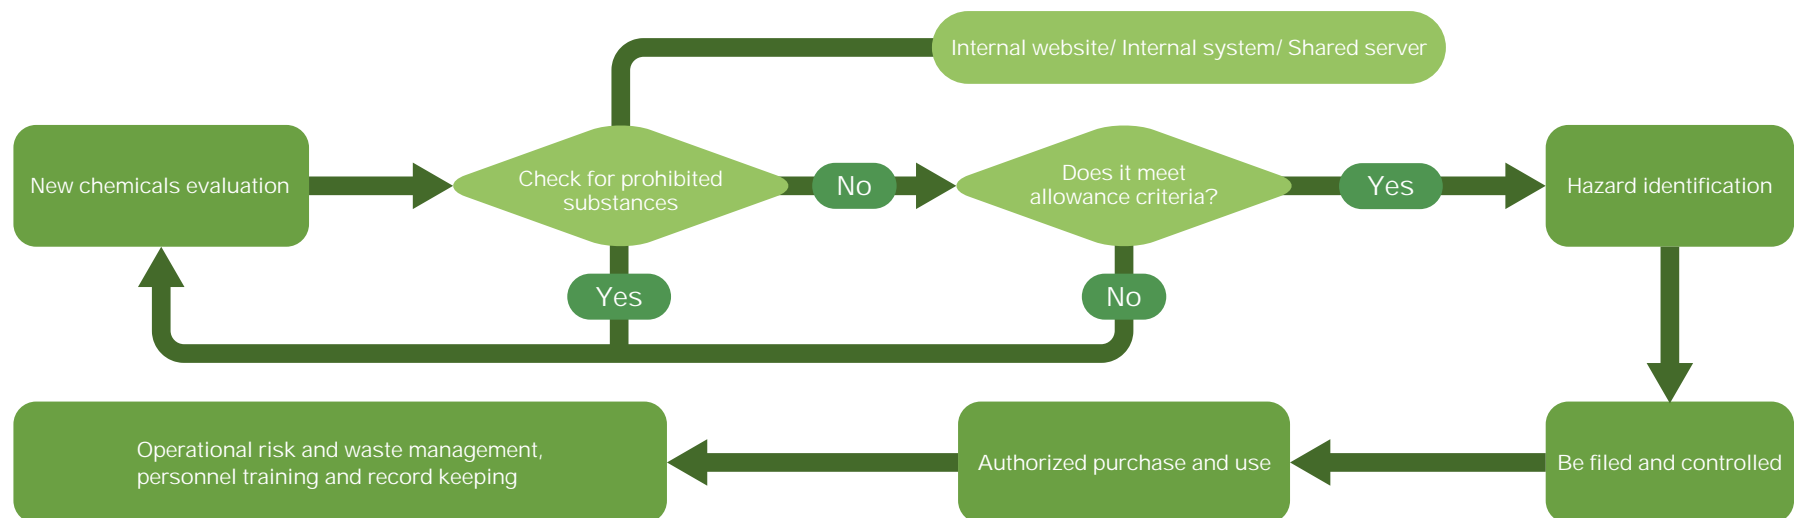 Internal website/ Internal system/ Shared server
New chemicals evaluation
Check for prohibited
substances
No
Does it meet
allowance criteria?
Yes
Hazard identification
Yes
No
Operational risk and waste management,
personnel training and record keeping
Authorized purchase and use
Be filed and controlled